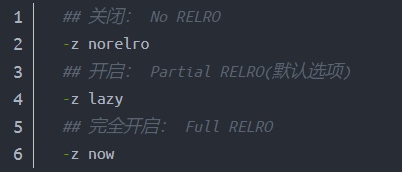 1 ## 关闭： No RELRO
2 -z norelro
3 ## 开启： Partial RELRO(默认选项)
4 -z lazy
5 ## 完全开启： Full RELRO
6 -z now